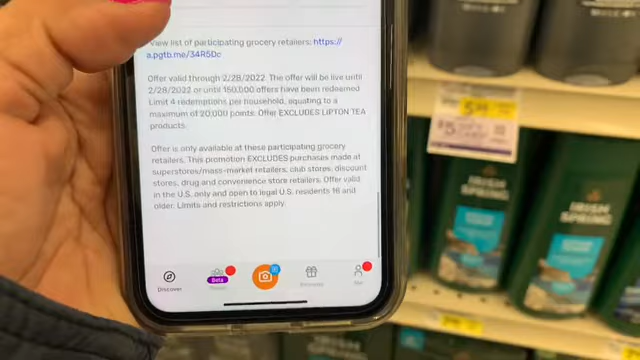 View list of participating grocery retailers: https://
a.pgtb.me/34R5Dc
Offer valid through 2/28/2022. The offer will be live until
2/28/2022 or until 150,000 offers have been redeemed
Limit 4 redemptions per household, equating to a
maximum of 20,000 points. Offer EXCLUDES LIPTON TEA
products.
Offer is only available at these participating grocery
retailers. This promotion EXCLUDES purchases made at
superstores/mass-market retailers, club stores, discount
stores, drug and convenience store retailers. Offer valid
in the U.S. only and open to legal U.S. residents 18 and
older. Limits and restrictions apply.
Discover
Beta
Rewards
Me
$5
IRISH
SPRING
IRISH
SPRING